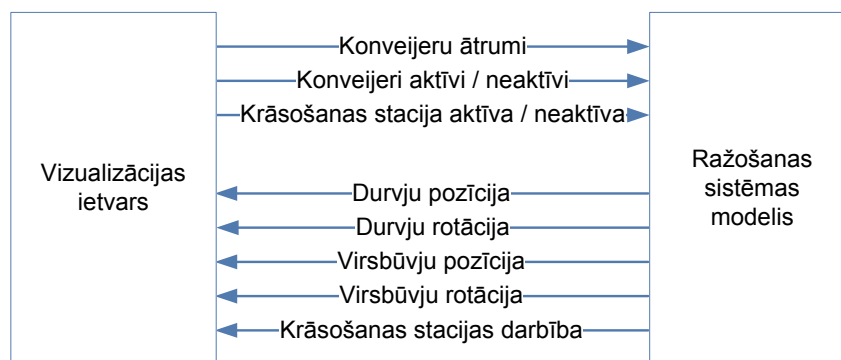 Vizualizācijas
ietvars
Konveijeru ātrumi
Konveijeri aktīvi / neaktīvi
Krāsošanas stacija aktīva / neaktīva
Durvju pozīcija
Durvju rotācija
Virsbūvju pozīcija
Virsbūvju rotācija
Krāsošanas stacijas darbība
Ražošanas
sistēmas
modelis